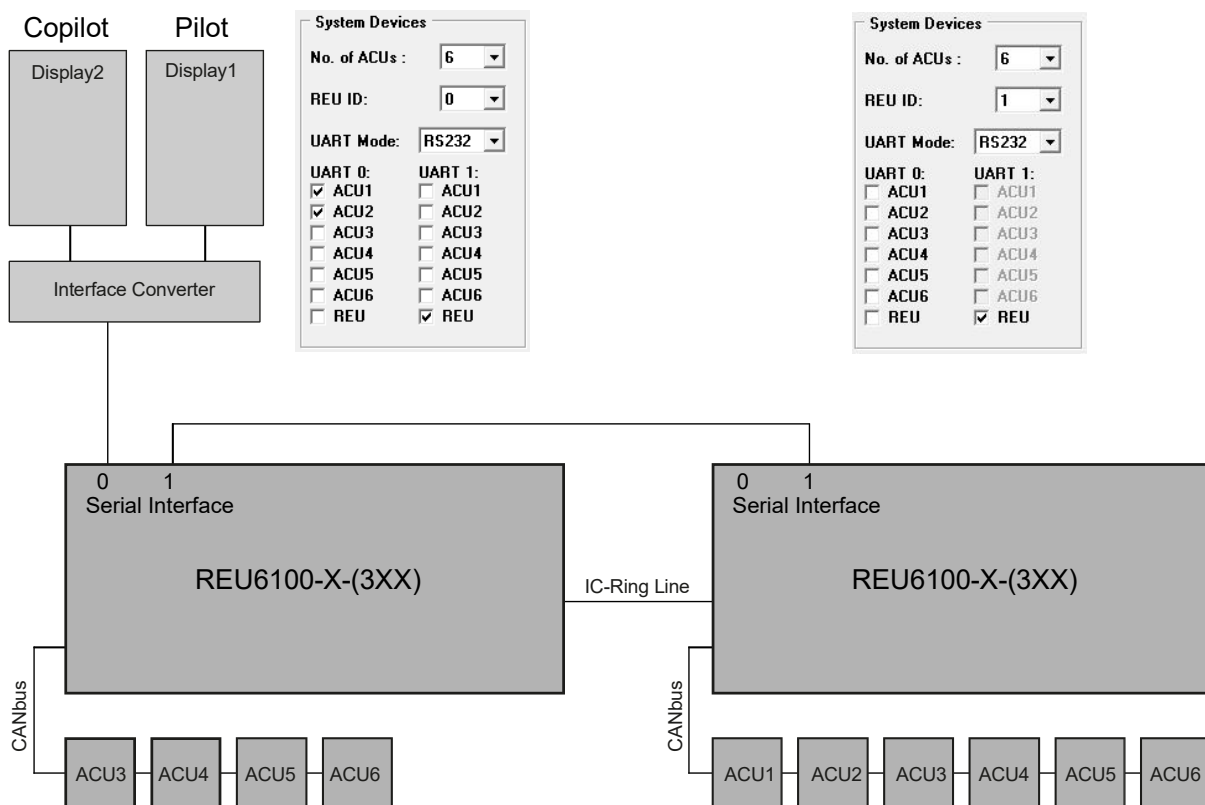 Copilot Pilot
Display2 Display1
Interface Converter
System Devices
No. of ACUs : 6
REU ID: 0
UART Mode: RS232
UART 0: UART 1:
ACU1 ACU1
ACU2 ACU2
ACU3 ACU3
ACU4 ACU4
ACU5 ACU5
ACU6 ACU6
REU REU
System Devices
No. of ACUs : 6
REU ID: 1
UART Mode: RS232
UART 0: UART 1:
ACU1 ACU1
ACU2 ACU2
ACU3 ACU3
ACU4 ACU4
ACU5 ACU5
ACU6 ACU6
REU REU
0 1
Serial Interface
REU6100-X-(3XX)
IC-Ring Line
0 1
Serial Interface
REU6100-X-(3XX)
CANbus
ACU3 ACU4 ACU5 ACU6
CANbus
ACU1 ACU2 ACU3 ACU4 ACU5 ACU6